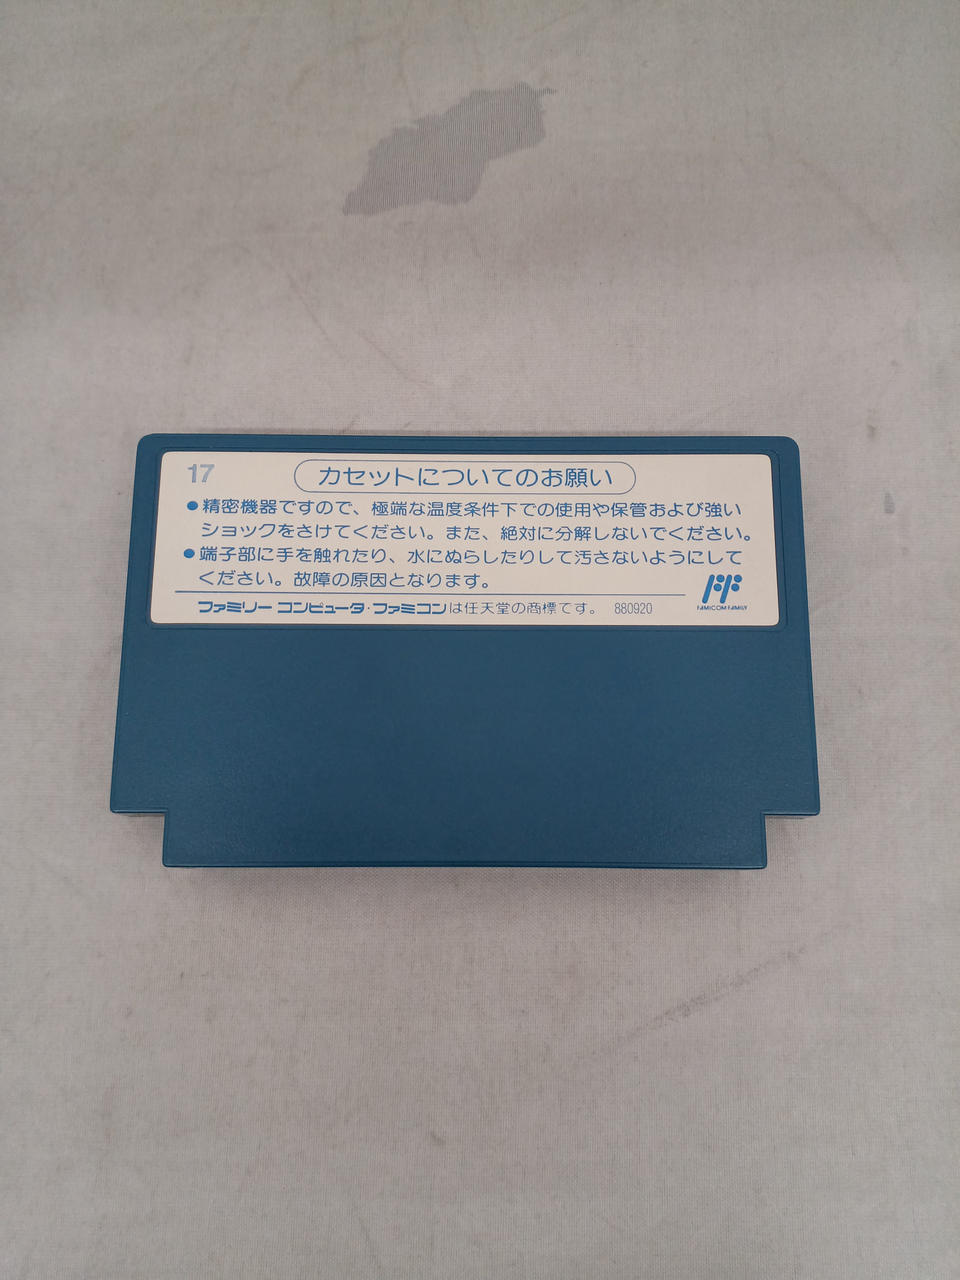 17
カセットについてのお願い
●精密機器ですので、極端な温度条件下での使用や保管および強い
ショックをさけてください。また、絶対に分解しないでください。
●端子部に手を触れたり、水にぬらしたりして汚さないようにして
ください。故障の原因となります。
ファミリー コンピュータ・ファミコンは任天堂の商標です。 880920
FAMICOM FAMILY